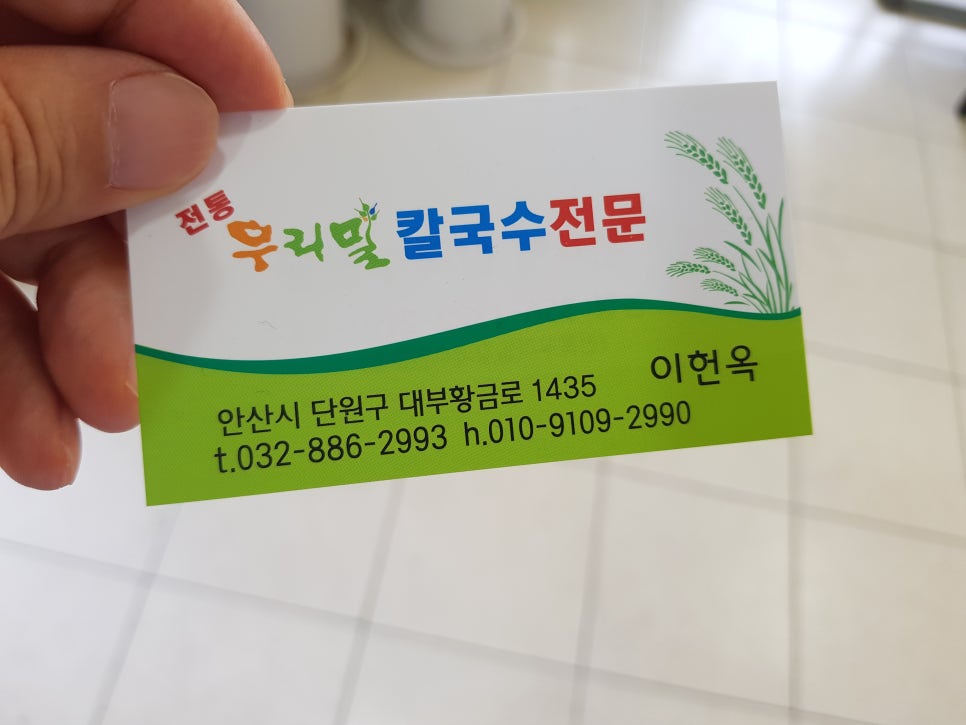 전통 우리밀 칼국수전문
이헌옥
안산시 단원구 대부황금로 1435
t.032-886-2993 h.010-9109-2990